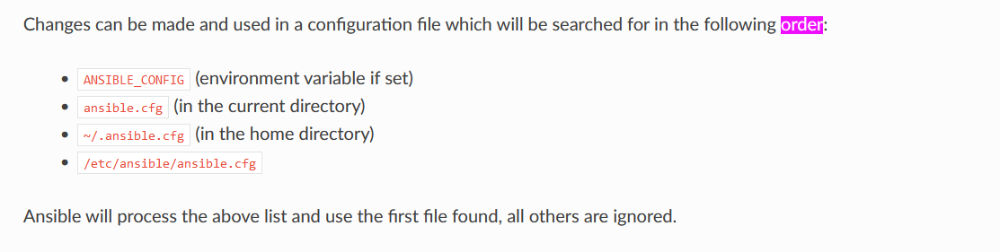 Changes can be made and used in a configuration file which will be searched for in the following order:
• ANSIBLE_CONFIG (environment variable if set)
• ansible.cfg (in the current directory)
• ~/.ansible.cfg (in the home directory)
• /etc/ansible/ansible.cfg
Ansible will process the above list and use the first file found, all others are ignored.